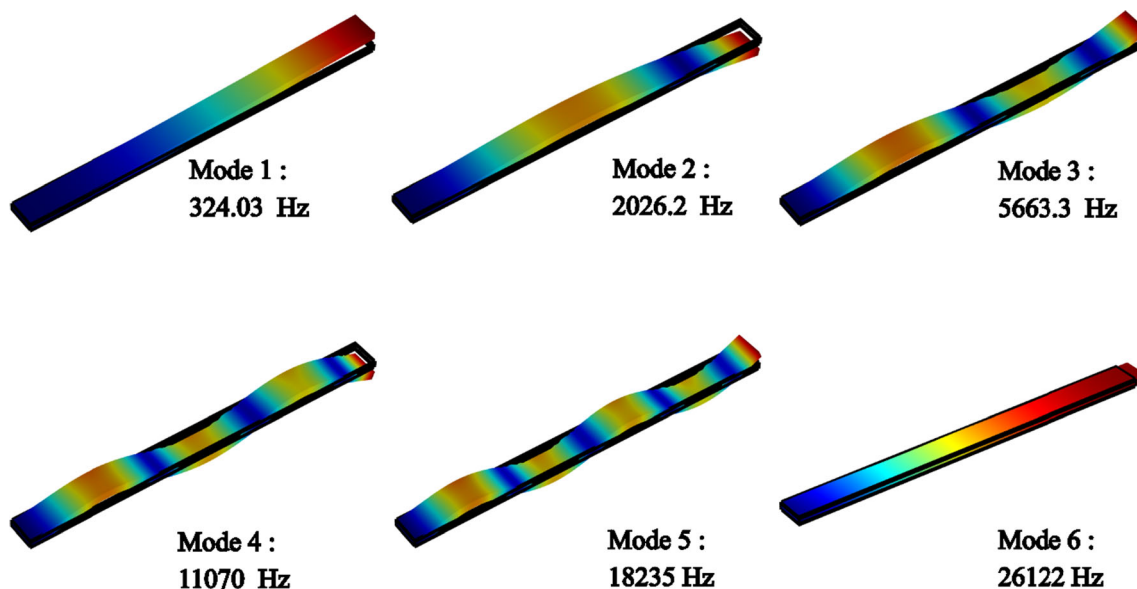 Mode 1 :
324.03 Hz
Mode 2 :
2026.2 Hz
Mode 3 :
5663.3 Hz
Mode 4 :
11070 Hz
Mode 5 :
18235 Hz
Mode 6 :
26122 Hz